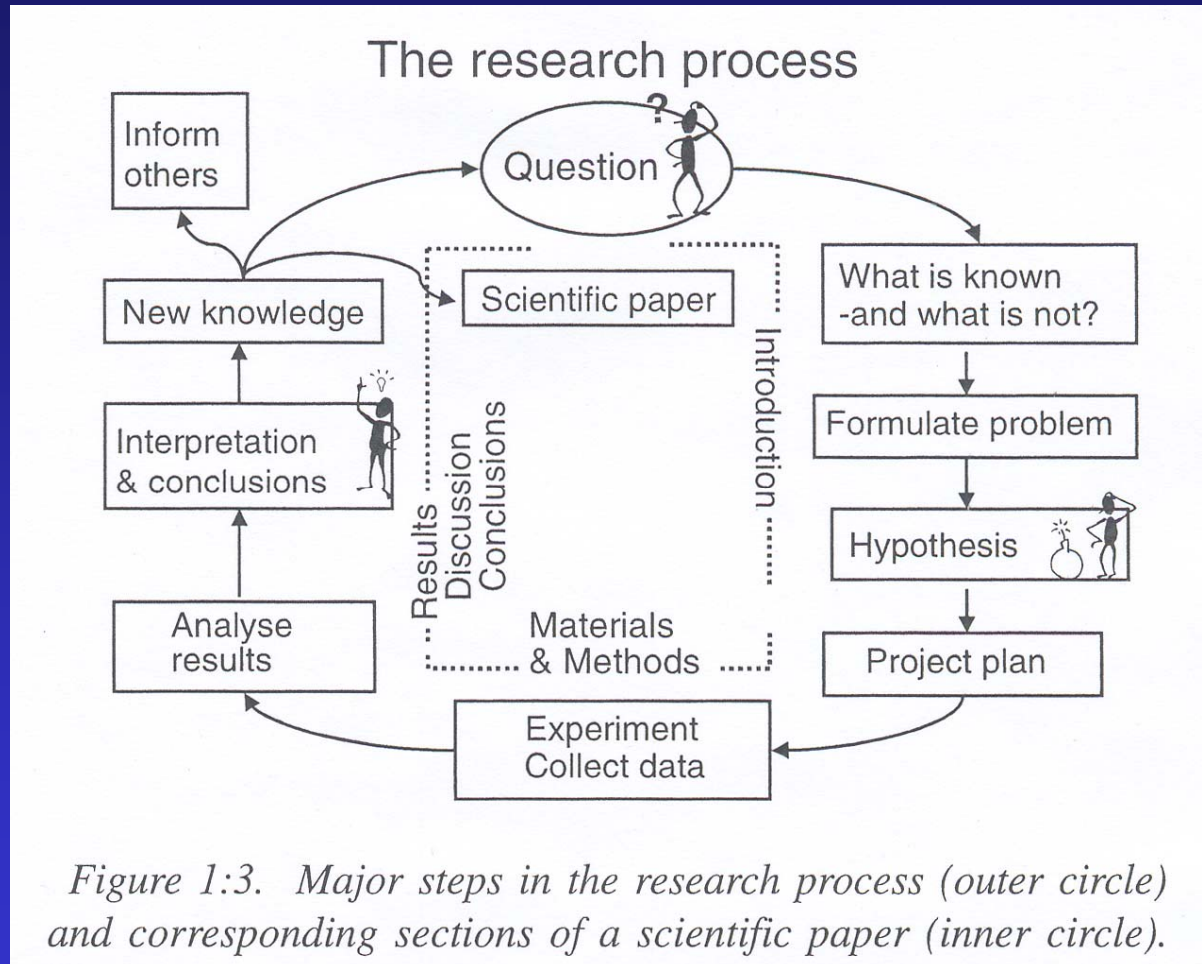 The research process
?
Question
What is known
-and what is not?
Formulate problem
Hypothesis
Project plan
Experiment
Collect data
Analyse
results
Interpretation
& conclusions
New knowledge
Inform
others
Scientific paper
Introduction
Materials
& Methods
Results
Discussion
Conclusions
Figure 1:3. Major steps in the research process (outer circle)
and corresponding sections of a scientific paper (inner circle).